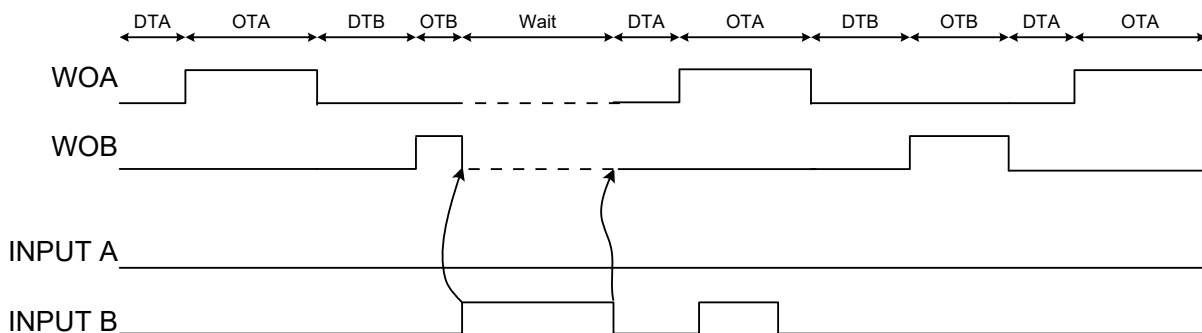 DTA OTA DTB OTB Wait DTA OTA DTB OTB DTA OTA
WOA
WOB
INPUT A
INPUT B